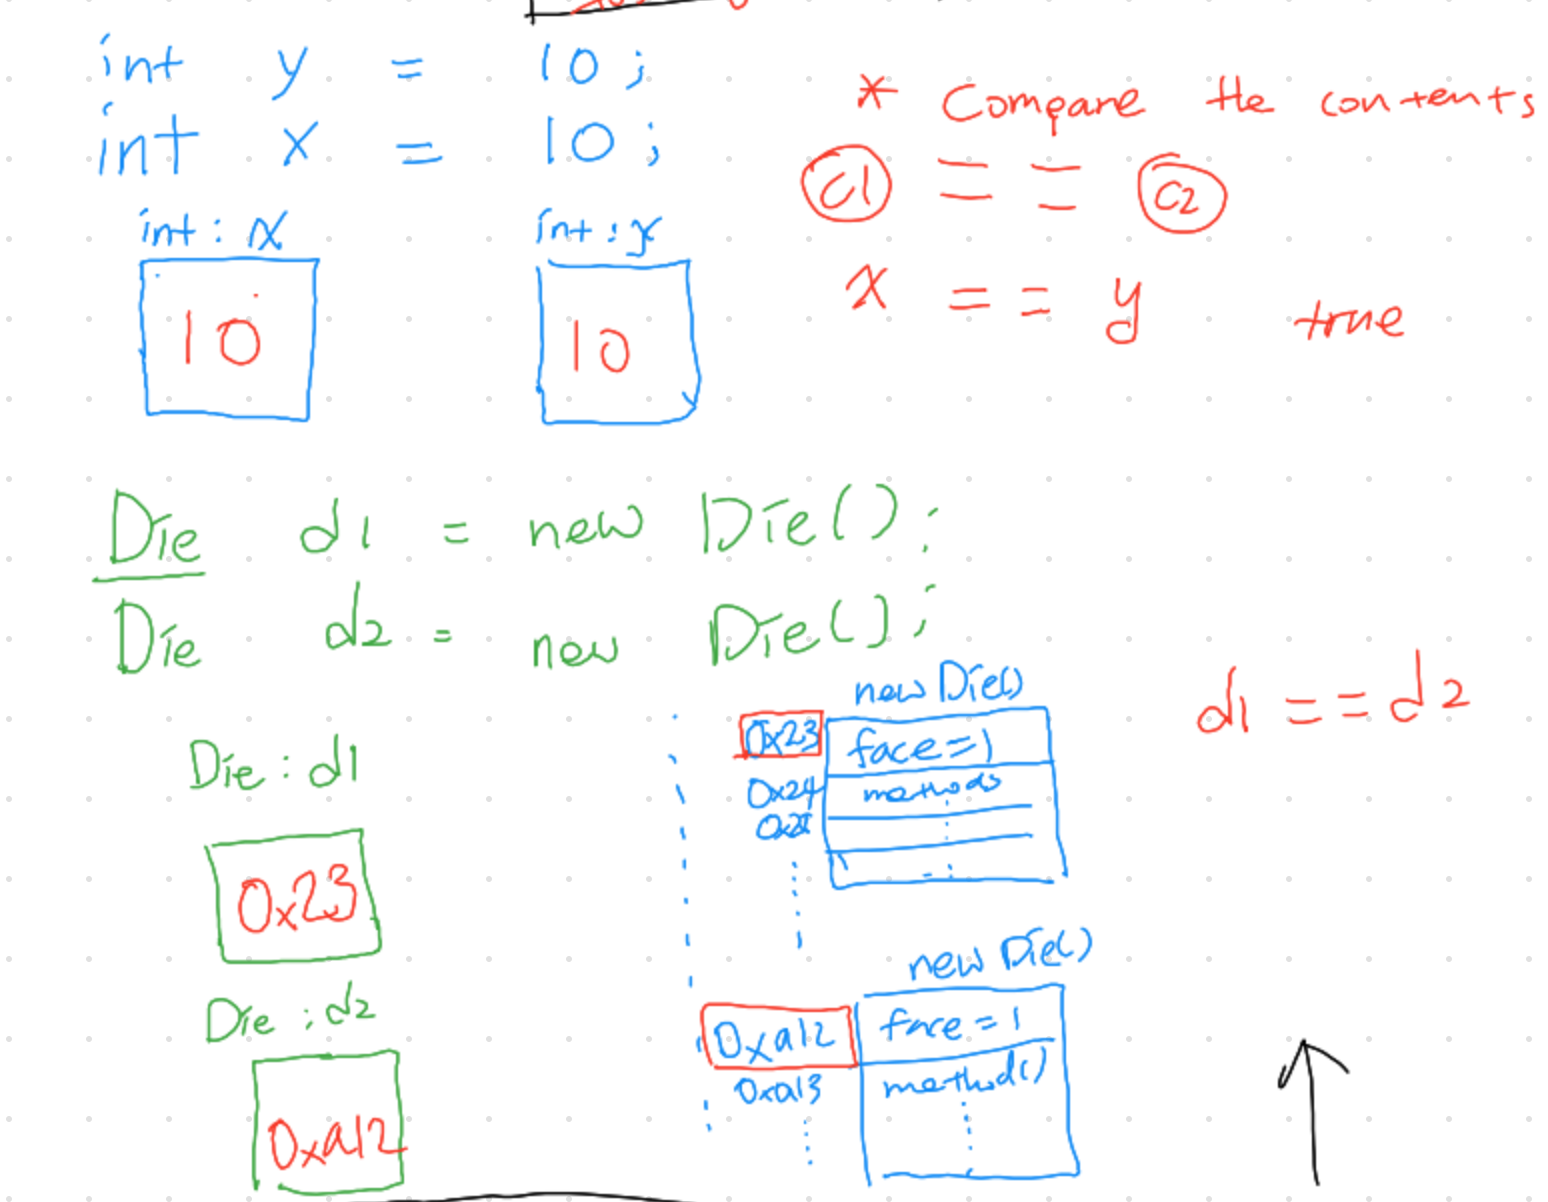 int y = 10;
int x = 10;
* Compare the contents
c1 == c2
int: x
int: y
10
10
x == y true
Die d1 = new Die();
Die d2 = new Die();
new Die()
d1 == d2
Die: d1
0x23
face=1
0x24
methods
0x23
new Die()
Die: d2
0xa12
face = 1
0xa13
method()
0xa12